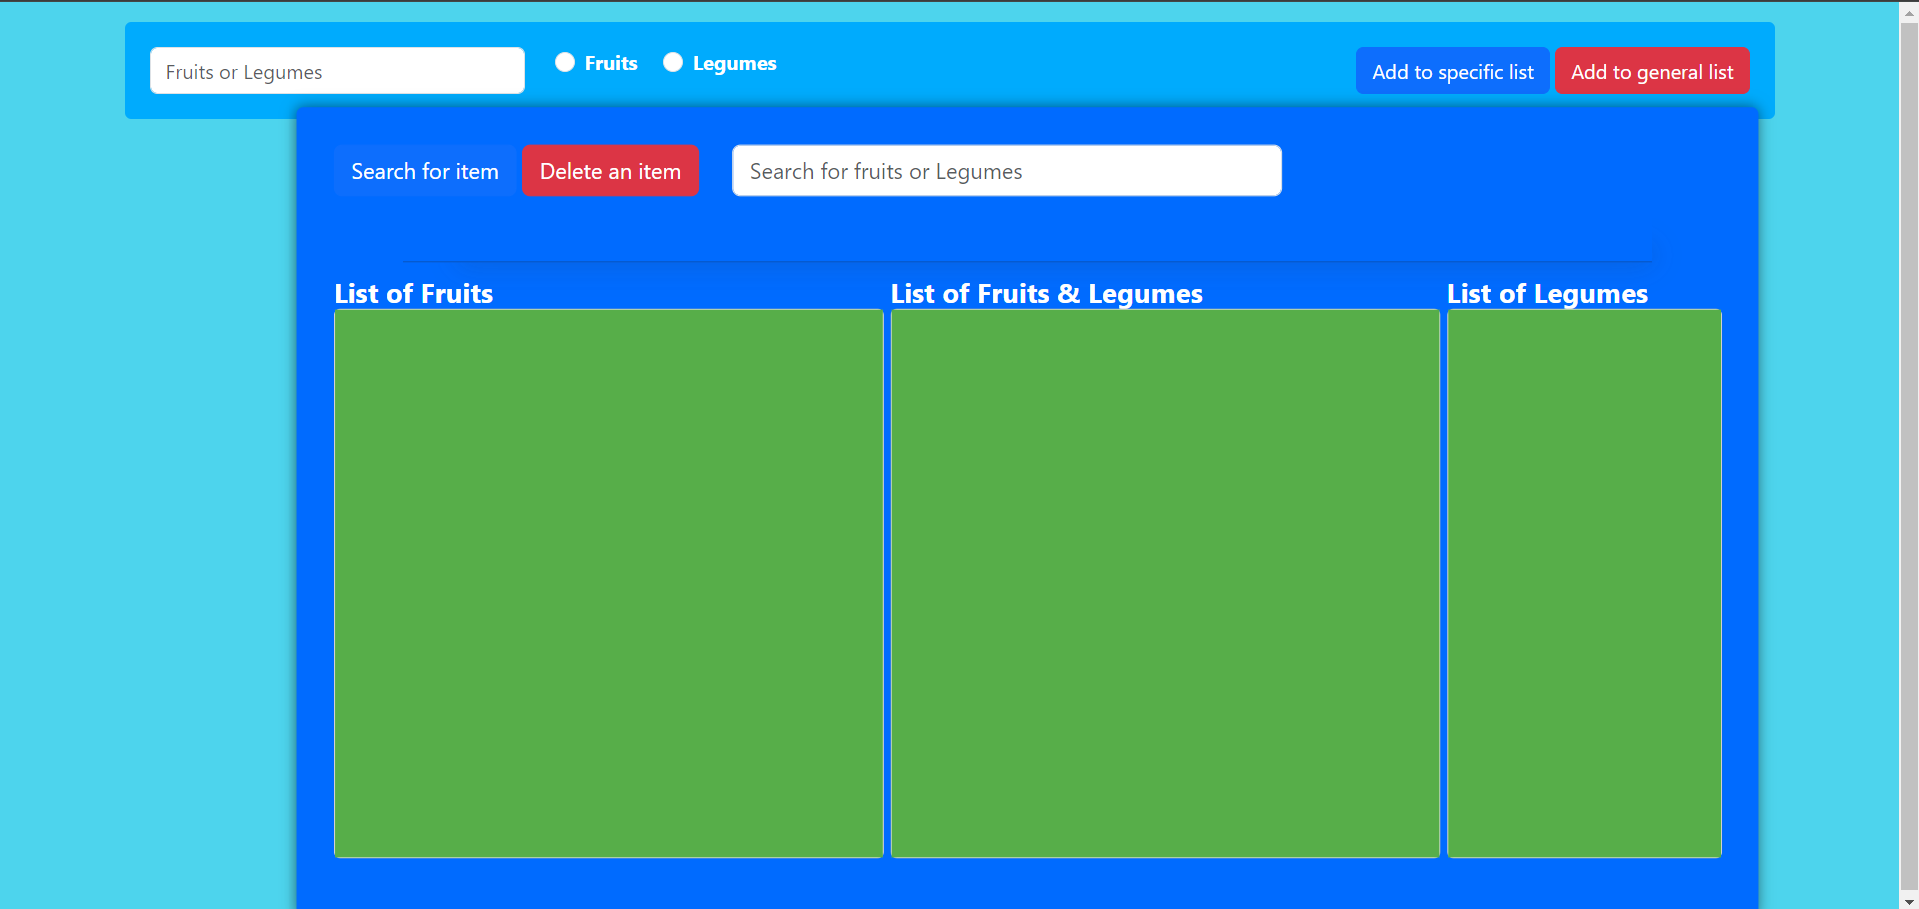 Fruits or Legumes
Fruits
Legumes
Add to specific list
Add to general list
Search for item
Delete an item
Search for fruits or Legumes
List of Fruits
List of Fruits & Legumes
List of Legumes